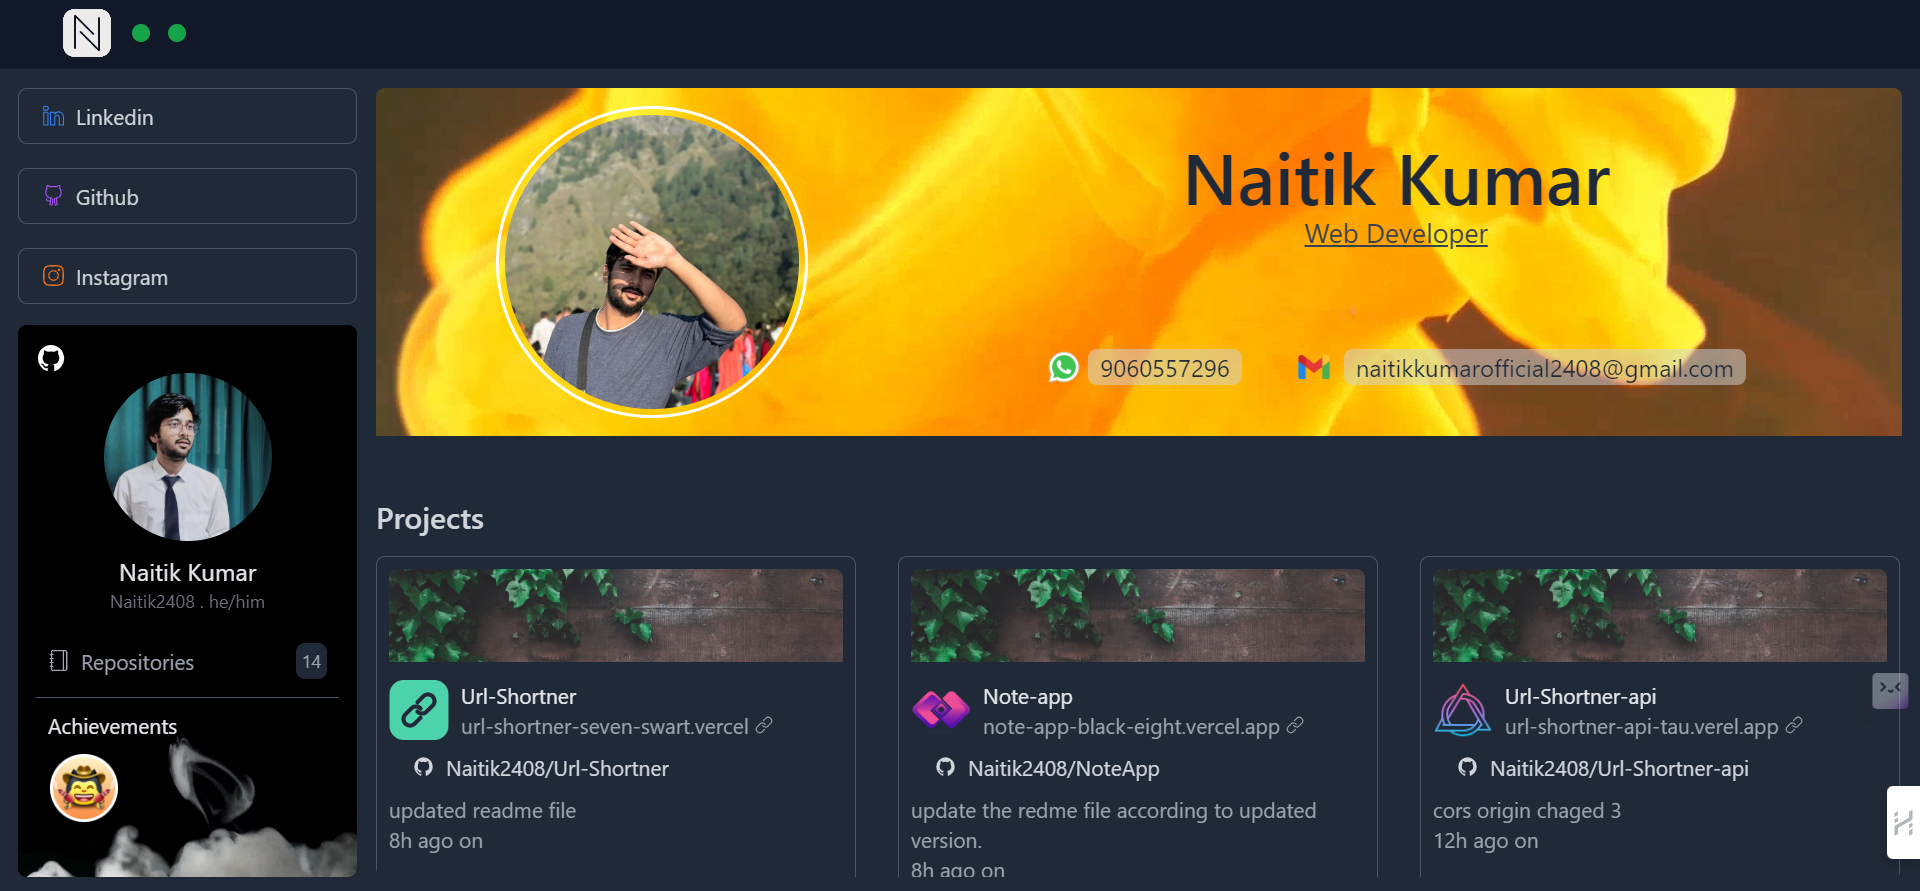 N
Linkedin
Github
Instagram
Naitik Kumar
Naitik2408 . he/him
Repositories 14
Achievements
Naitik Kumar
Web Developer
9060557296
naitikkumarofficial2408@gmail.com
Projects
Url-Shortner
url-shortner-seven-swart.vercel
Naitik2408/Url-Shortner
updated readme file
8h ago on
Note-app
note-app-black-eight.vercel.app
Naitik2408/NoteApp
update the redme file according to updated
version.
8h ago on
Url-Shortner-api
url-shortner-api-tau.verel.app
Naitik2408/Url-Shortner-api
cors origin chaged 3
12h ago on